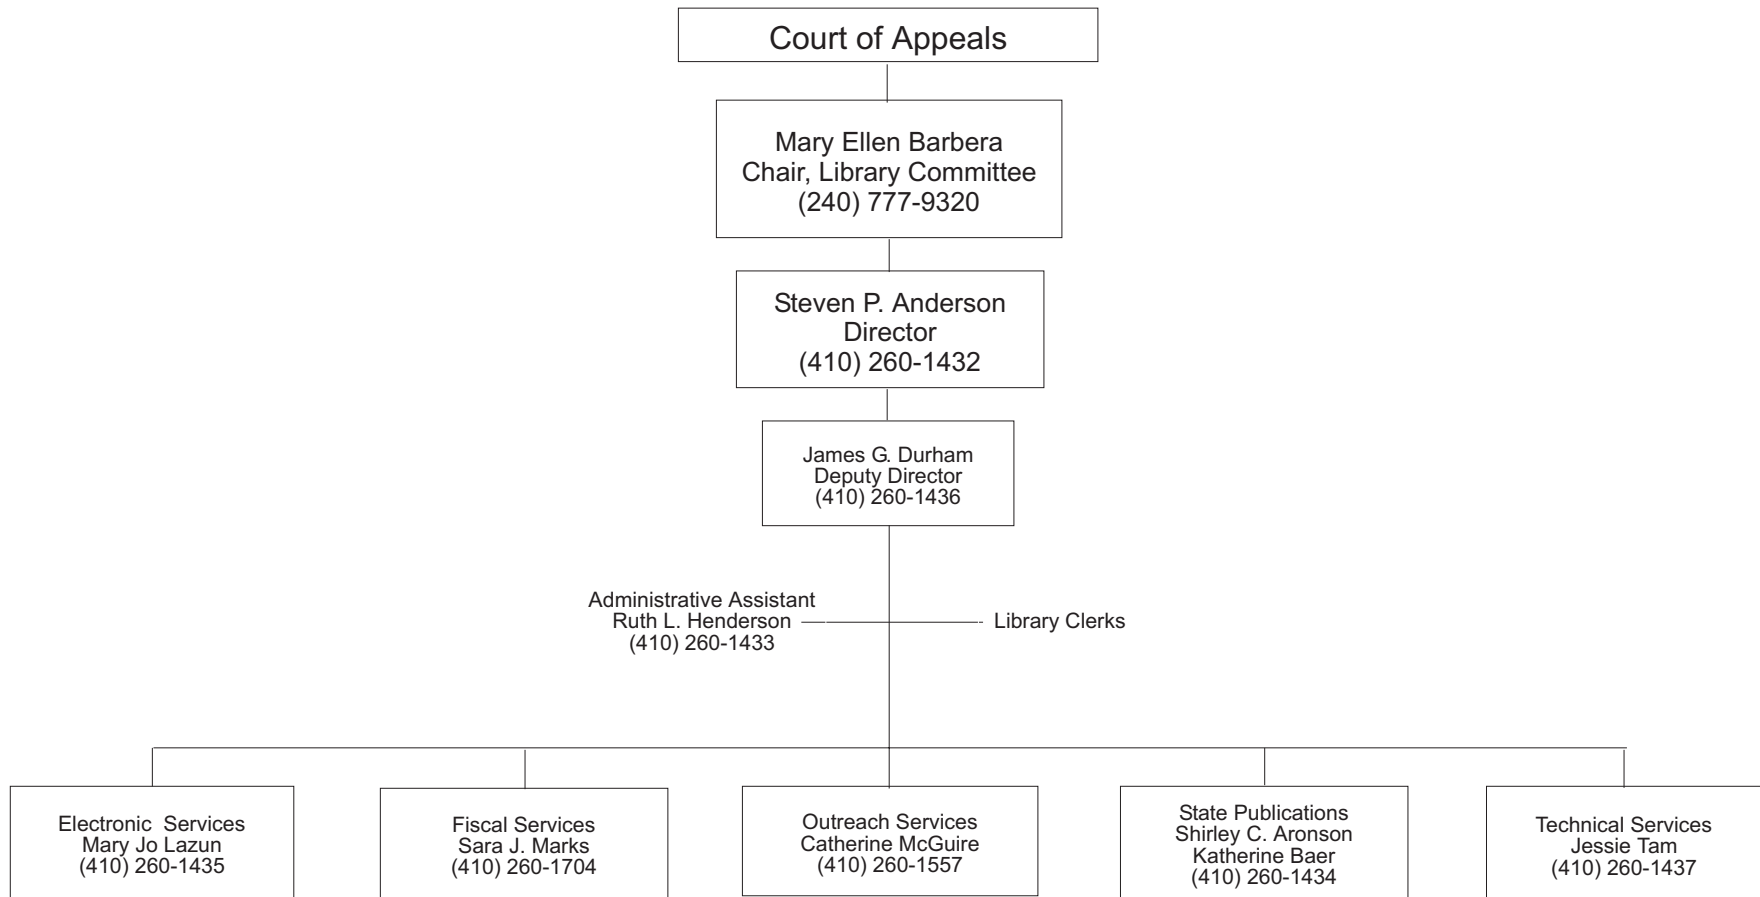 Court of Appeals
Mary Ellen Barbera
Chair, Library Committee
(240) 777-9320
Steven P. Anderson
Director
(410) 260-1432
James G. Durham
Deputy Director
(410) 260-1436
Administrative Assistant
Ruth L. Henderson
(410) 260-1433
Library Clerks
Electronic Services
Mary Jo Lazun
(410) 260-1435
Fiscal Services
Sara J. Marks
(410) 260-1704
Outreach Services
Catherine McGuire
(410) 260-1557
State Publications
Shirley C. Aronson
Katherine Baer
(410) 260-1434
Technical Services
Jessie Tam
(410) 260-1437